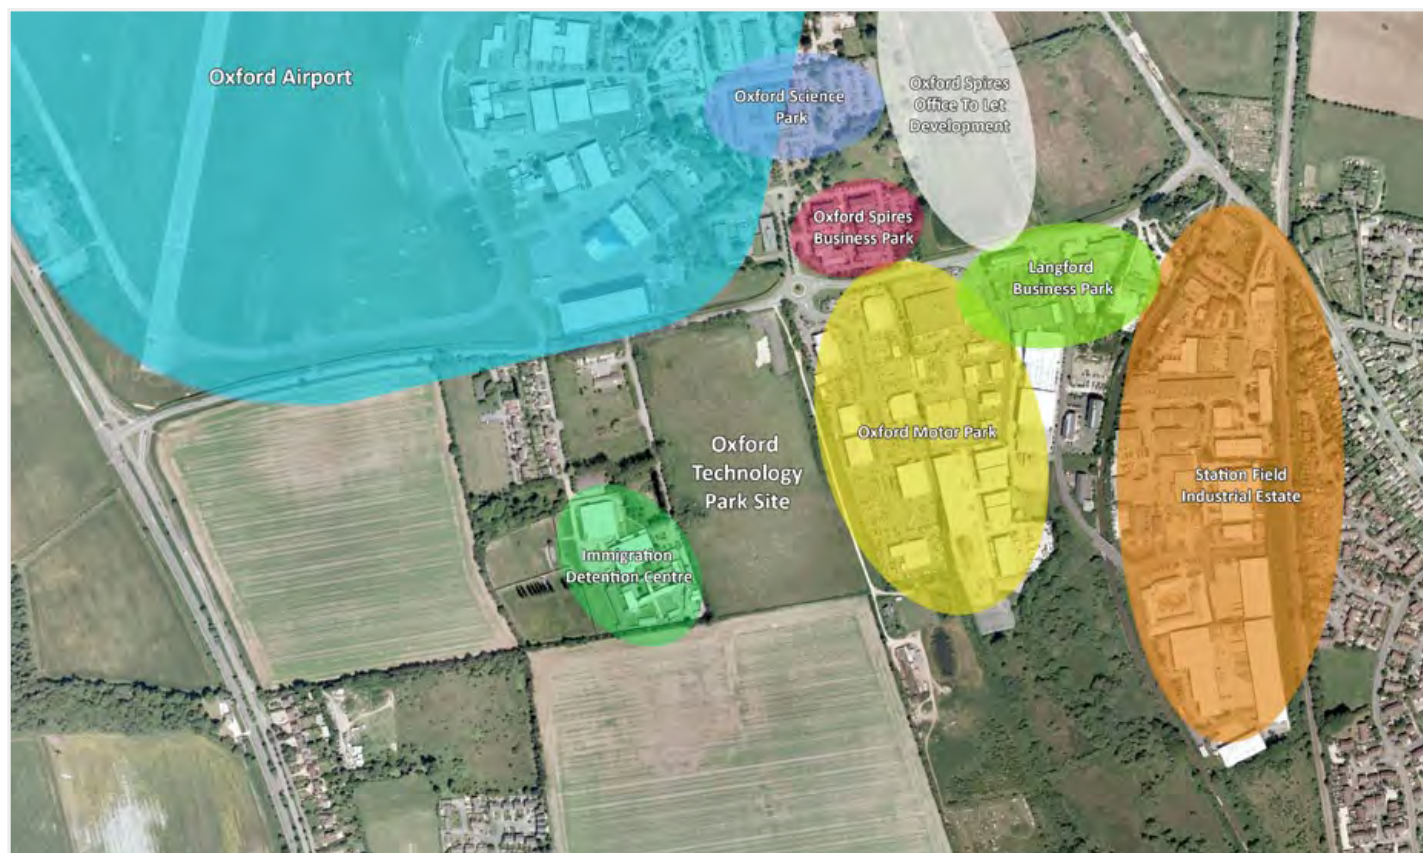 Oxford Airport
Oxford Science
Park
Oxford Spires
Office To Let
Development
Oxford Spires
Business Park
Langford
Business Park
Oxford Motor Park
Oxford
Technology
Park Site
Station Field
Industrial Estate
Immigration
Detention Centre